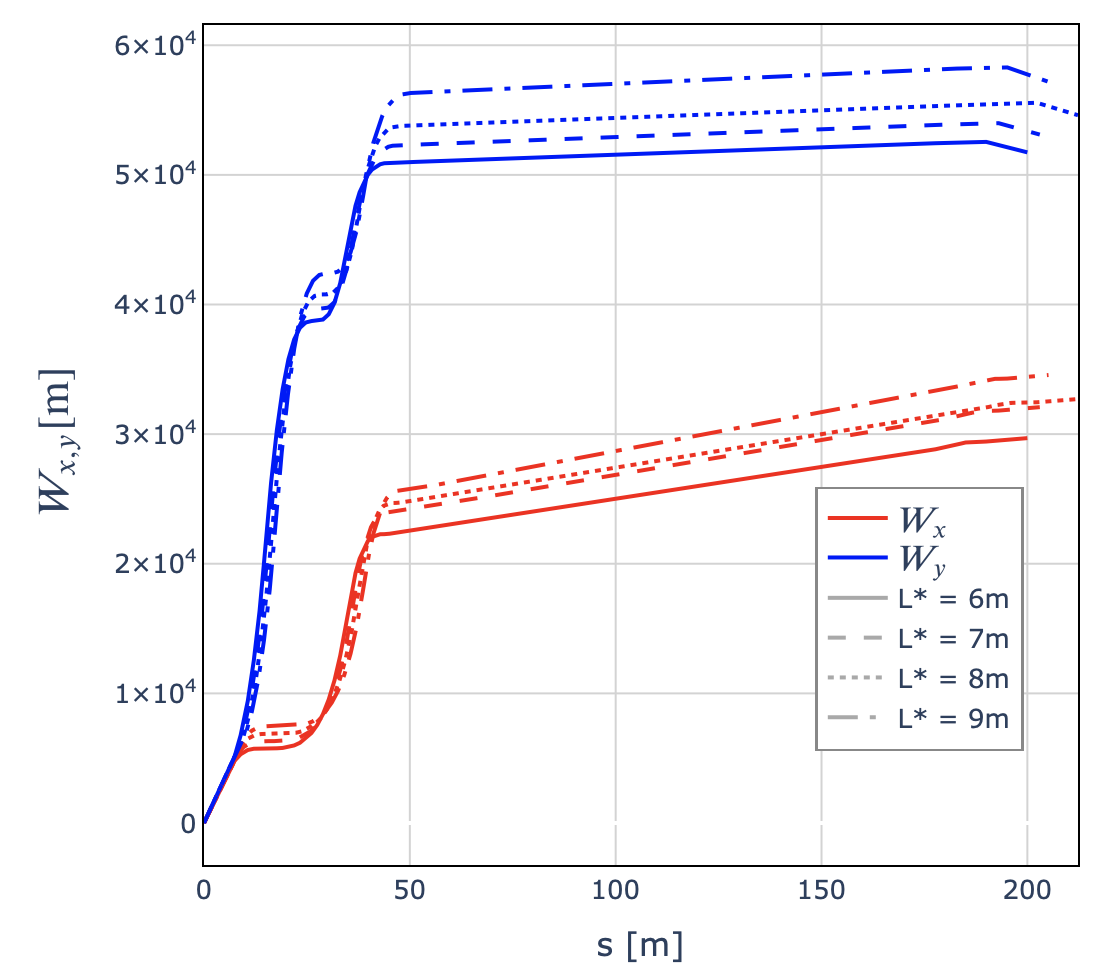 6×10⁴
5×10⁴
4×10⁴
3×10⁴
2×10⁴
1×10⁴
0
W_{x,y} [m]
W_x
W_y
L* = 6m
L* = 7m
L* = 8m
L* = 9m
0 50 100 150 200
s [m]